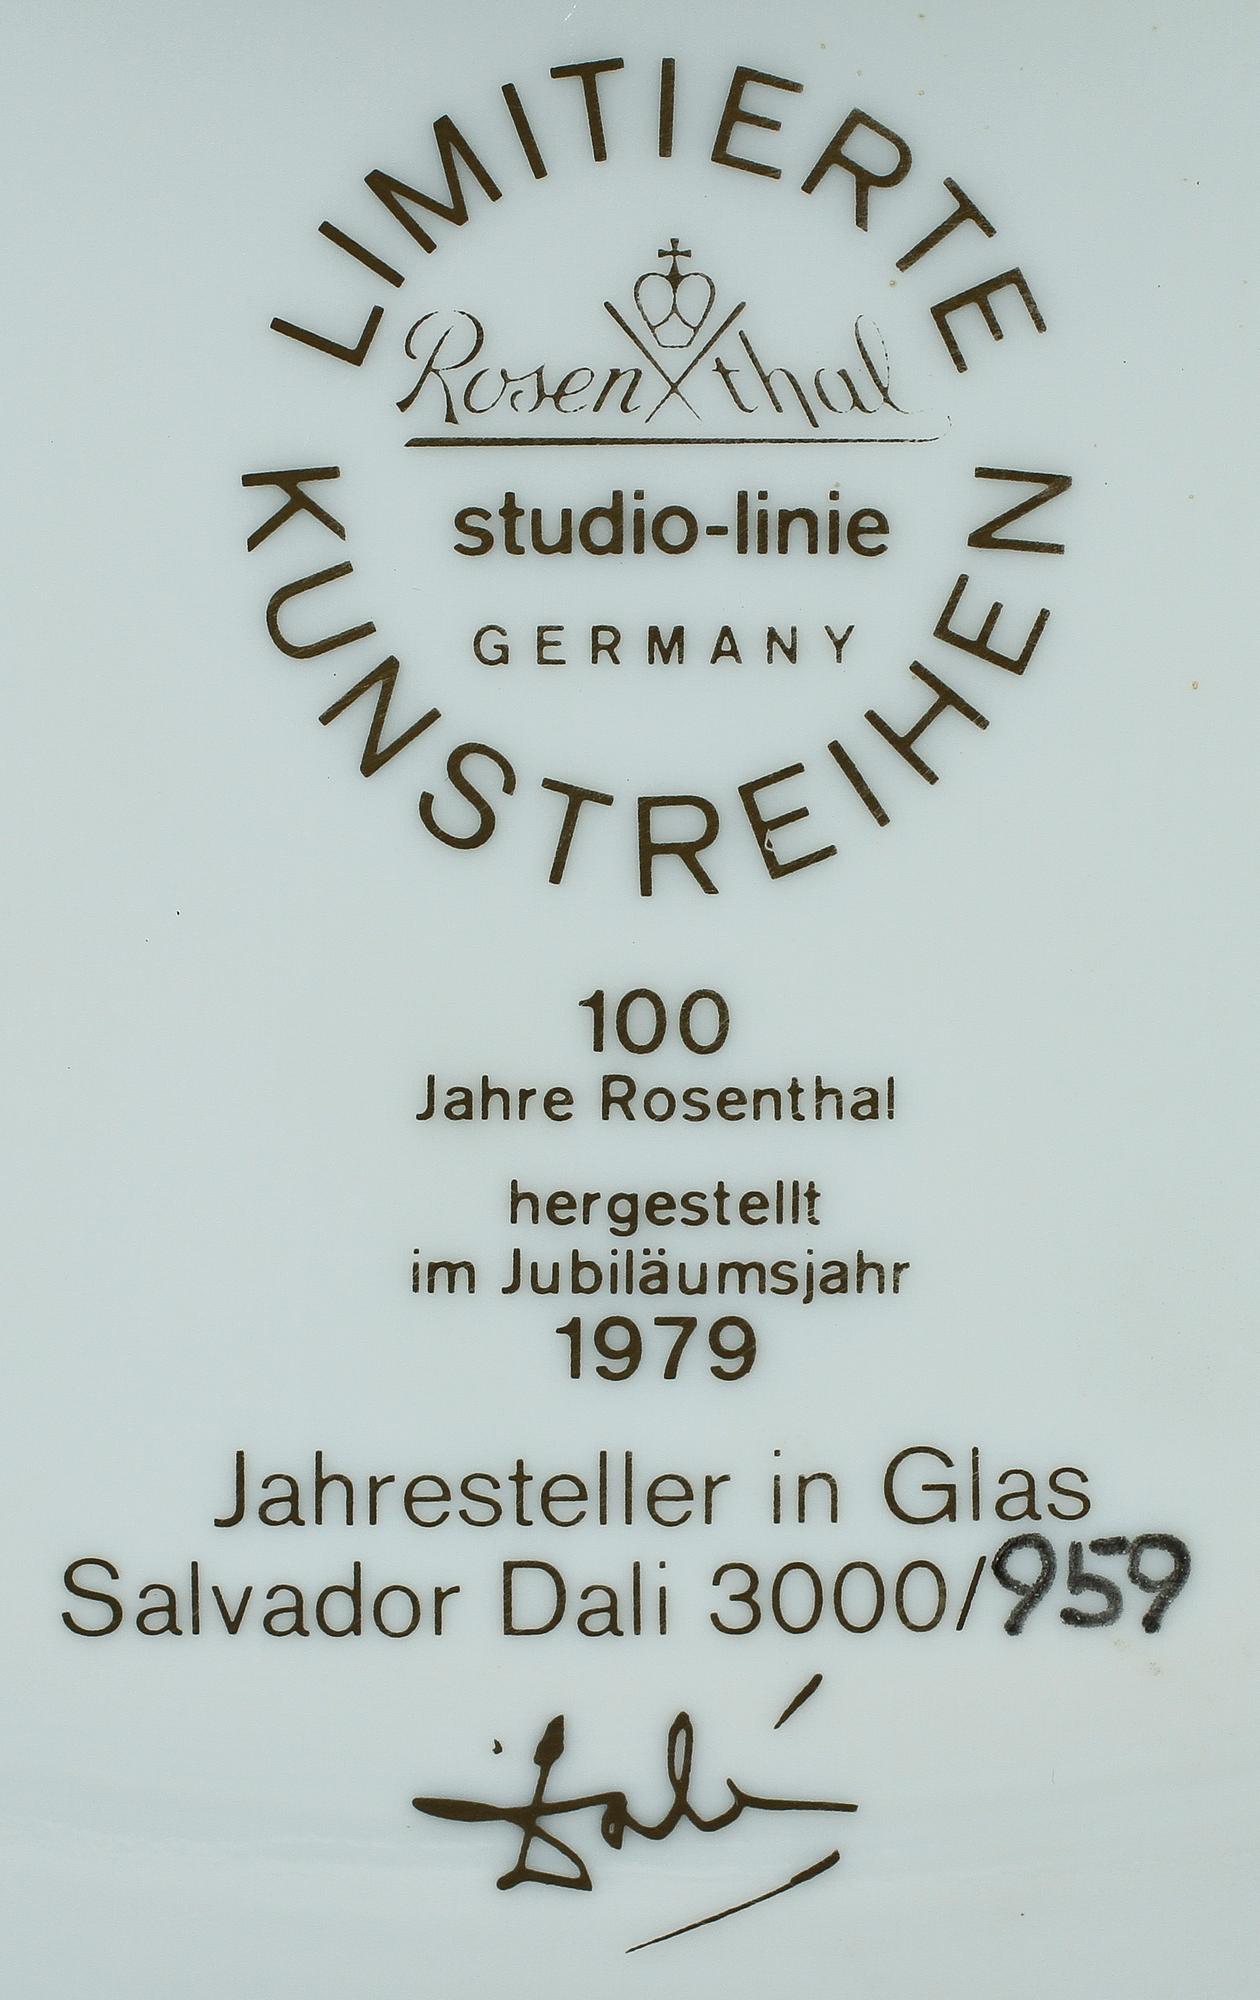 LIMITIERTE
Rosenthal
studio-linie
GERMANY
KUNSTREIHEN
100
Jahre Rosenthal
hergestellt
im Jubiläumsjahr
1979
Jahresteller in Glas
Salvador Dali 3000/959
Dalí